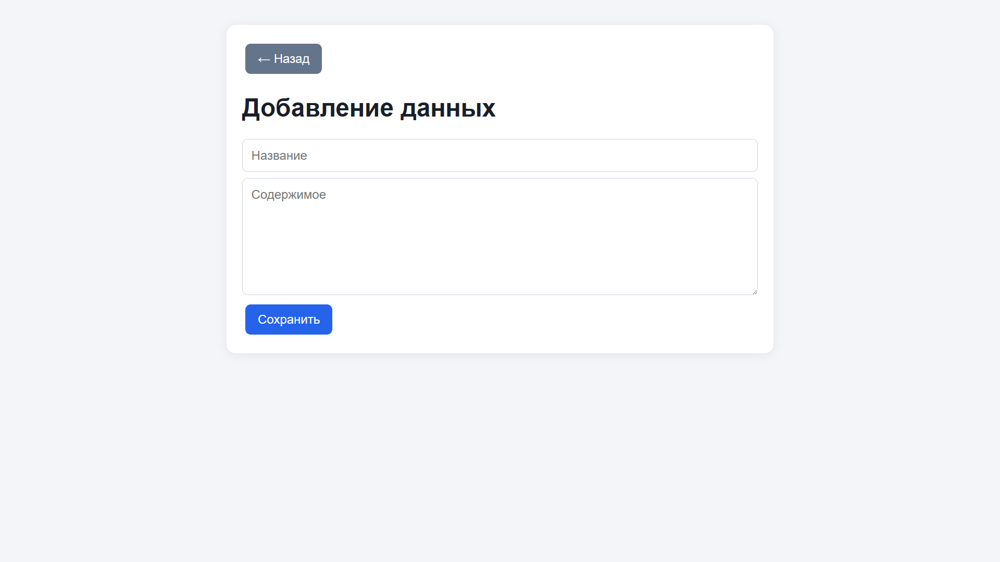 ← Назад
Добавление данных
Название
Содержимое
Сохранить